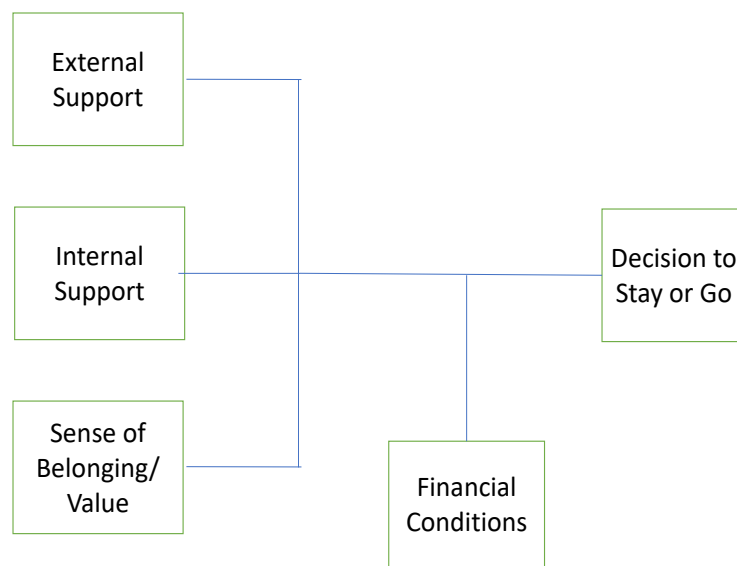 External
Support
Internal
Support
Decision to
Stay or Go
Sense of
Belonging/
Value
Financial
Conditions